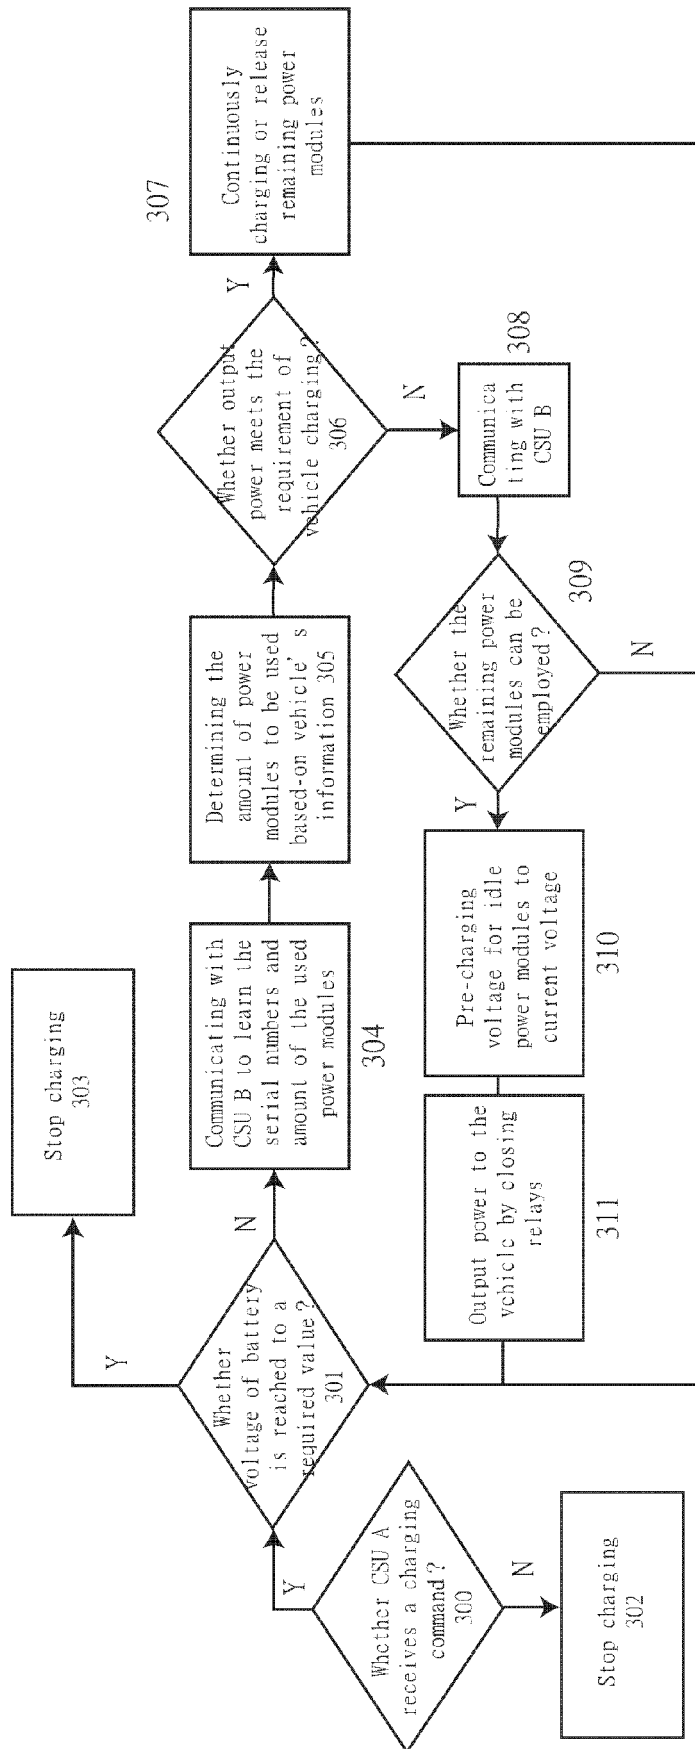 Whether CSU A
receives a charging
command?
300
Y
N
Stop charging
302
Whether
voltage of battery
is reached to a
required value?
301
Y
Stop charging
303
N
Communicating with
CSU B to learn the
serial numbers and
amount of the used
power modules
304
Determining the
amount of power
modules to be used
based-on vehicle's
information 305
Whether output
power meets the
requirement of
vehicle charging?
306
Y
Continuously
charging or release
remaining power
modules
307
N
Communica
ting with
CSU B
308
Whether the
remaining power
modules can be
employed?
309
N
Y
Pre-charging
voltage for idle
power modules to
current voltage
310
Output power to the
vehicle by closing
relays
311